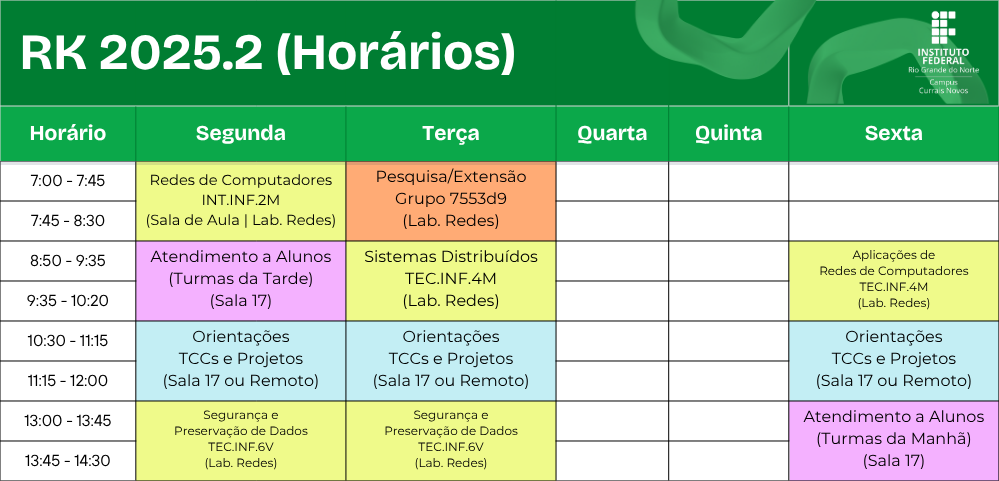 RK 2025.2 (Horários)
INSTITUTO
FEDERAL
Rio Grande do Norte
Campus
Currais Novos
Horário
Segunda
Terça
Quarta
Quinta
Sexta
7:00 - 7:45
7:45 - 8:30
Redes de Computadores
INT.INF.2M
(Sala de Aula | Lab. Redes)
Pesquisa/Extensão
Grupo 7553d9
(Lab. Redes)
8:50 - 9:35
9:35 - 10:20
Atendimento a Alunos
(Turmas da Tarde)
(Sala 17)
Sistemas Distribuídos
TEC.INF.4M
(Lab. Redes)
Aplicações de
Redes de Computadores
TEC.INF.4M
(Lab. Redes)
10:30 - 11:15
11:15 - 12:00
Orientações
TCCs e Projetos
(Sala 17 ou Remoto)
Orientações
TCCs e Projetos
(Sala 17 ou Remoto)
Orientações
TCCs e Projetos
(Sala 17 ou Remoto)
13:00 - 13:45
13:45 - 14:30
Segurança e
Preservação de Dados
TEC.INF.6V
(Lab. Redes)
Segurança e
Preservação de Dados
TEC.INF.6V
(Lab. Redes)
Atendimento a Alunos
(Turmas da Manhã)
(Sala 17)